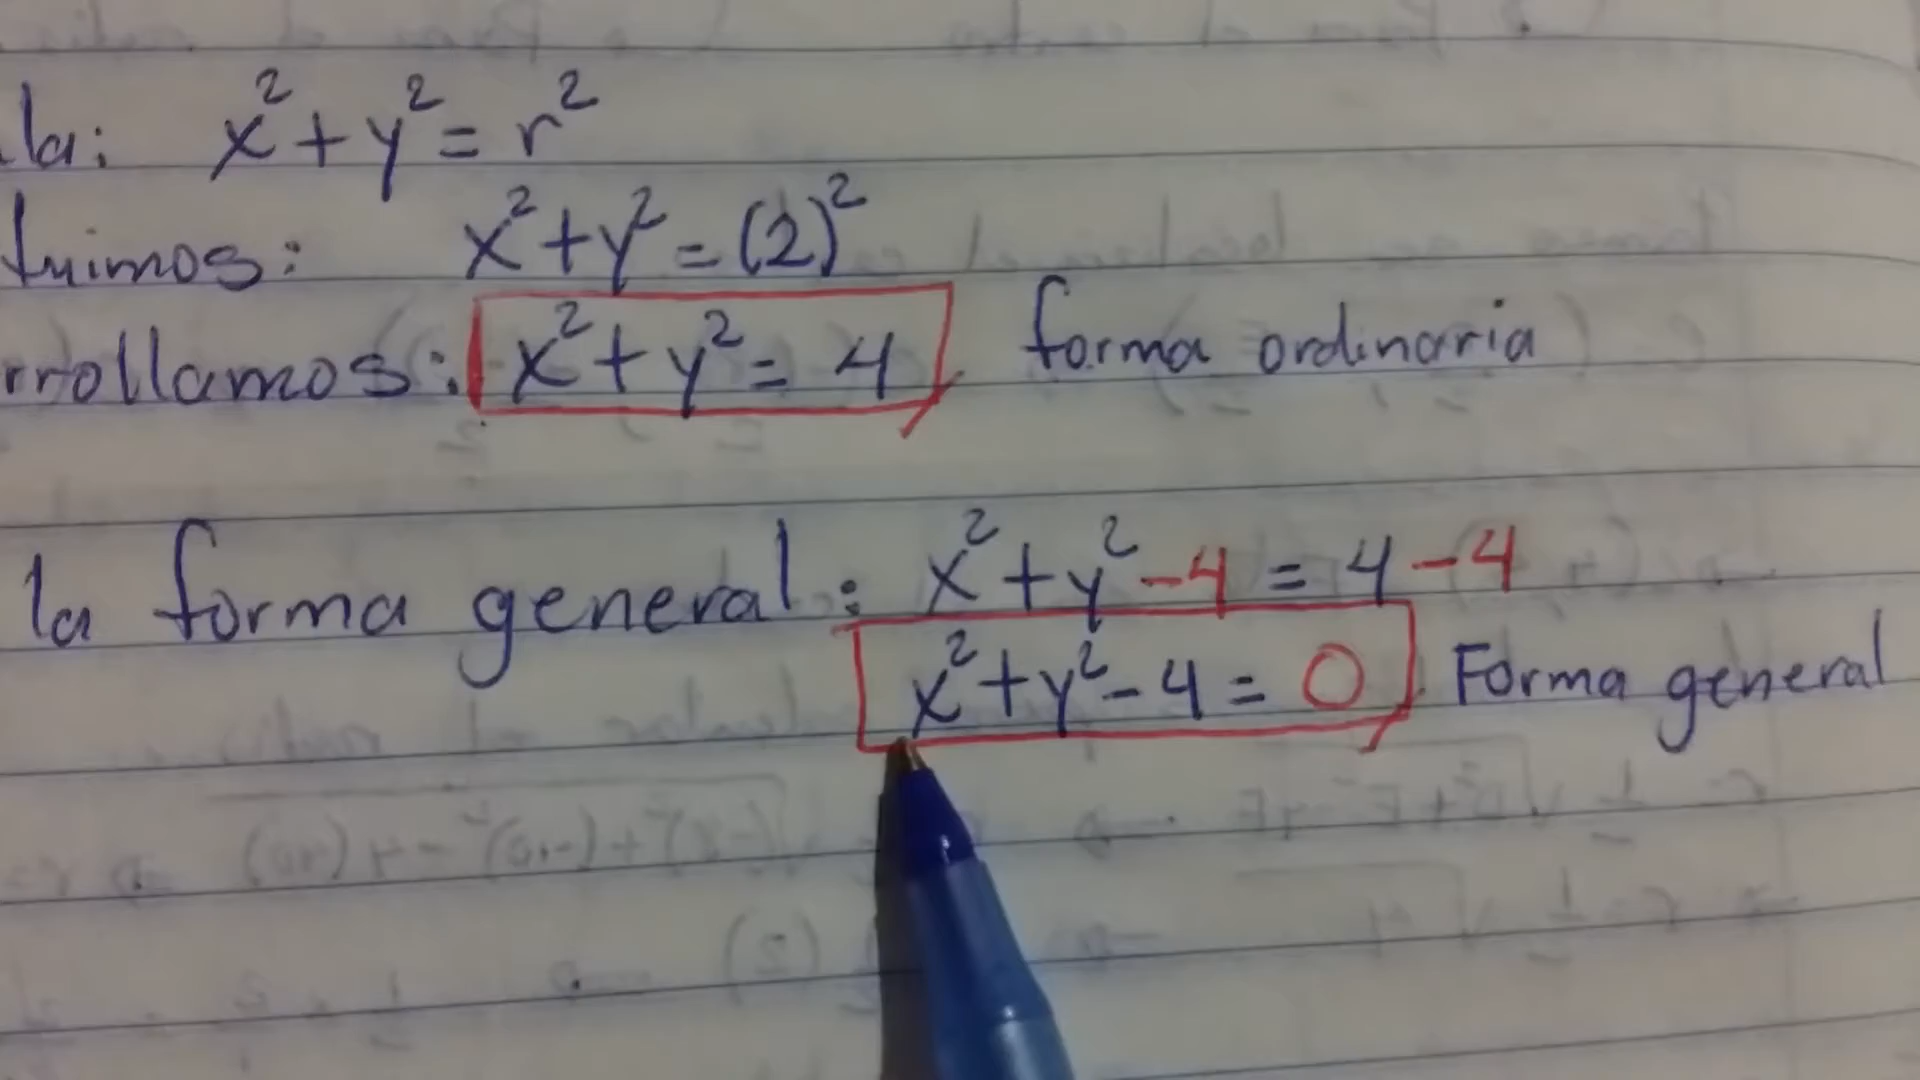 la: x² + y² = r²
tuimos: x² + y² = (2)²
rrollamos: x² + y² = 4 forma ordinaria
la forma general: x² + y² - 4 = 4 - 4
x² + y² - 4 = 0 Forma general